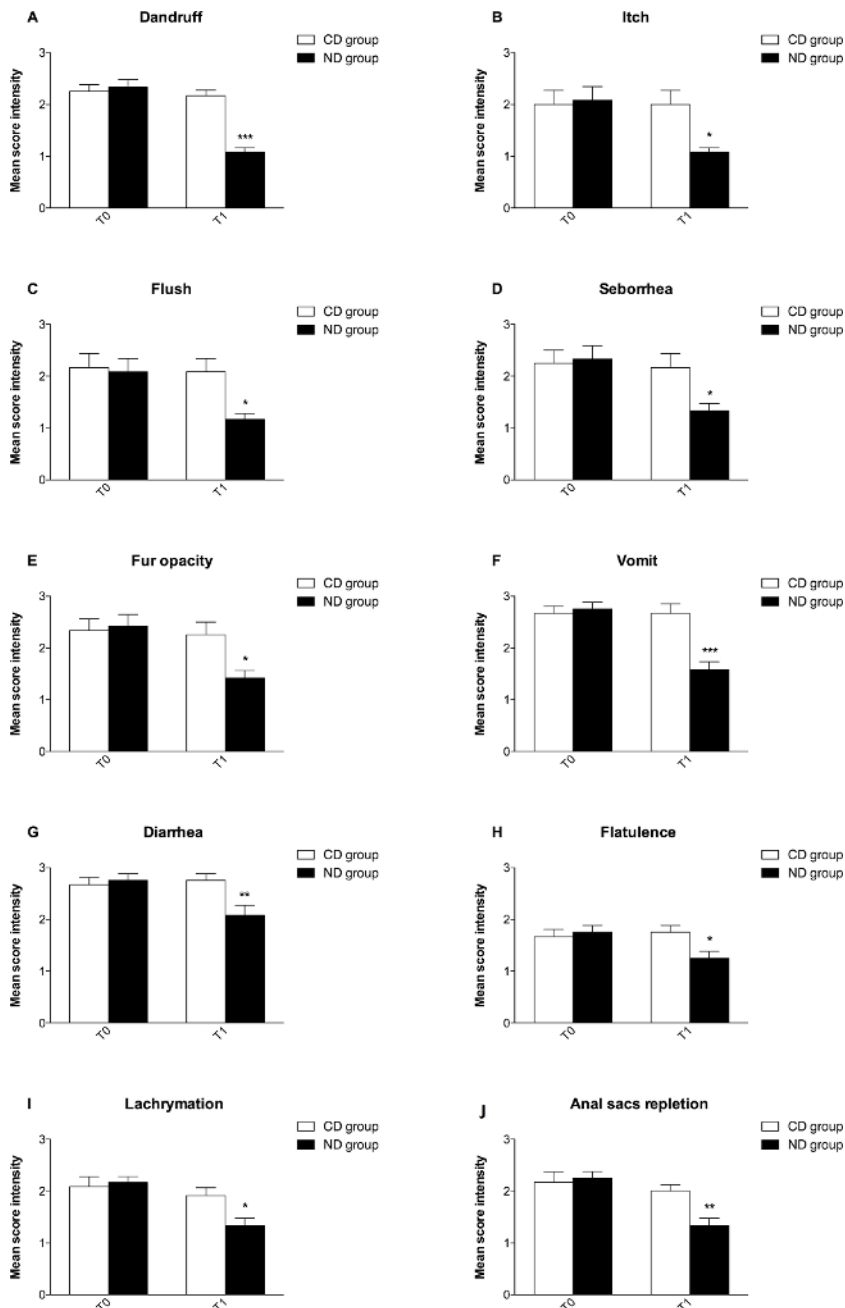 A Dandruff
CD group
ND group
Mean score intensity
3
2
1
0
***
T0 T1
B Itch
CD group
ND group
Mean score intensity
3
2
1
0
*
T0 T1
C Flush
CD group
ND group
Mean score intensity
3
2
1
0
*
T0 T1
D Seborrhea
CD group
ND group
Mean score intensity
3
2
1
0
*
T0 T1
E Fur opacity
CD group
ND group
Mean score intensity
3
2
1
0
*
T0 T1
F Vomit
CD group
ND group
Mean score intensity
3
2
1
0
***
T0 T1
G Diarrhea
CD group
ND group
Mean score intensity
3
2
1
0
**
T0 T1
H Flatulence
CD group
ND group
Mean score intensity
3
2
1
0
*
T0 T1
I Lachrymation
CD group
ND group
Mean score intensity
3
2
1
0
*
T0 T1
J Anal sacs repletion
CD group
ND group
Mean score intensity
3
2
1
0
**
T0 T1